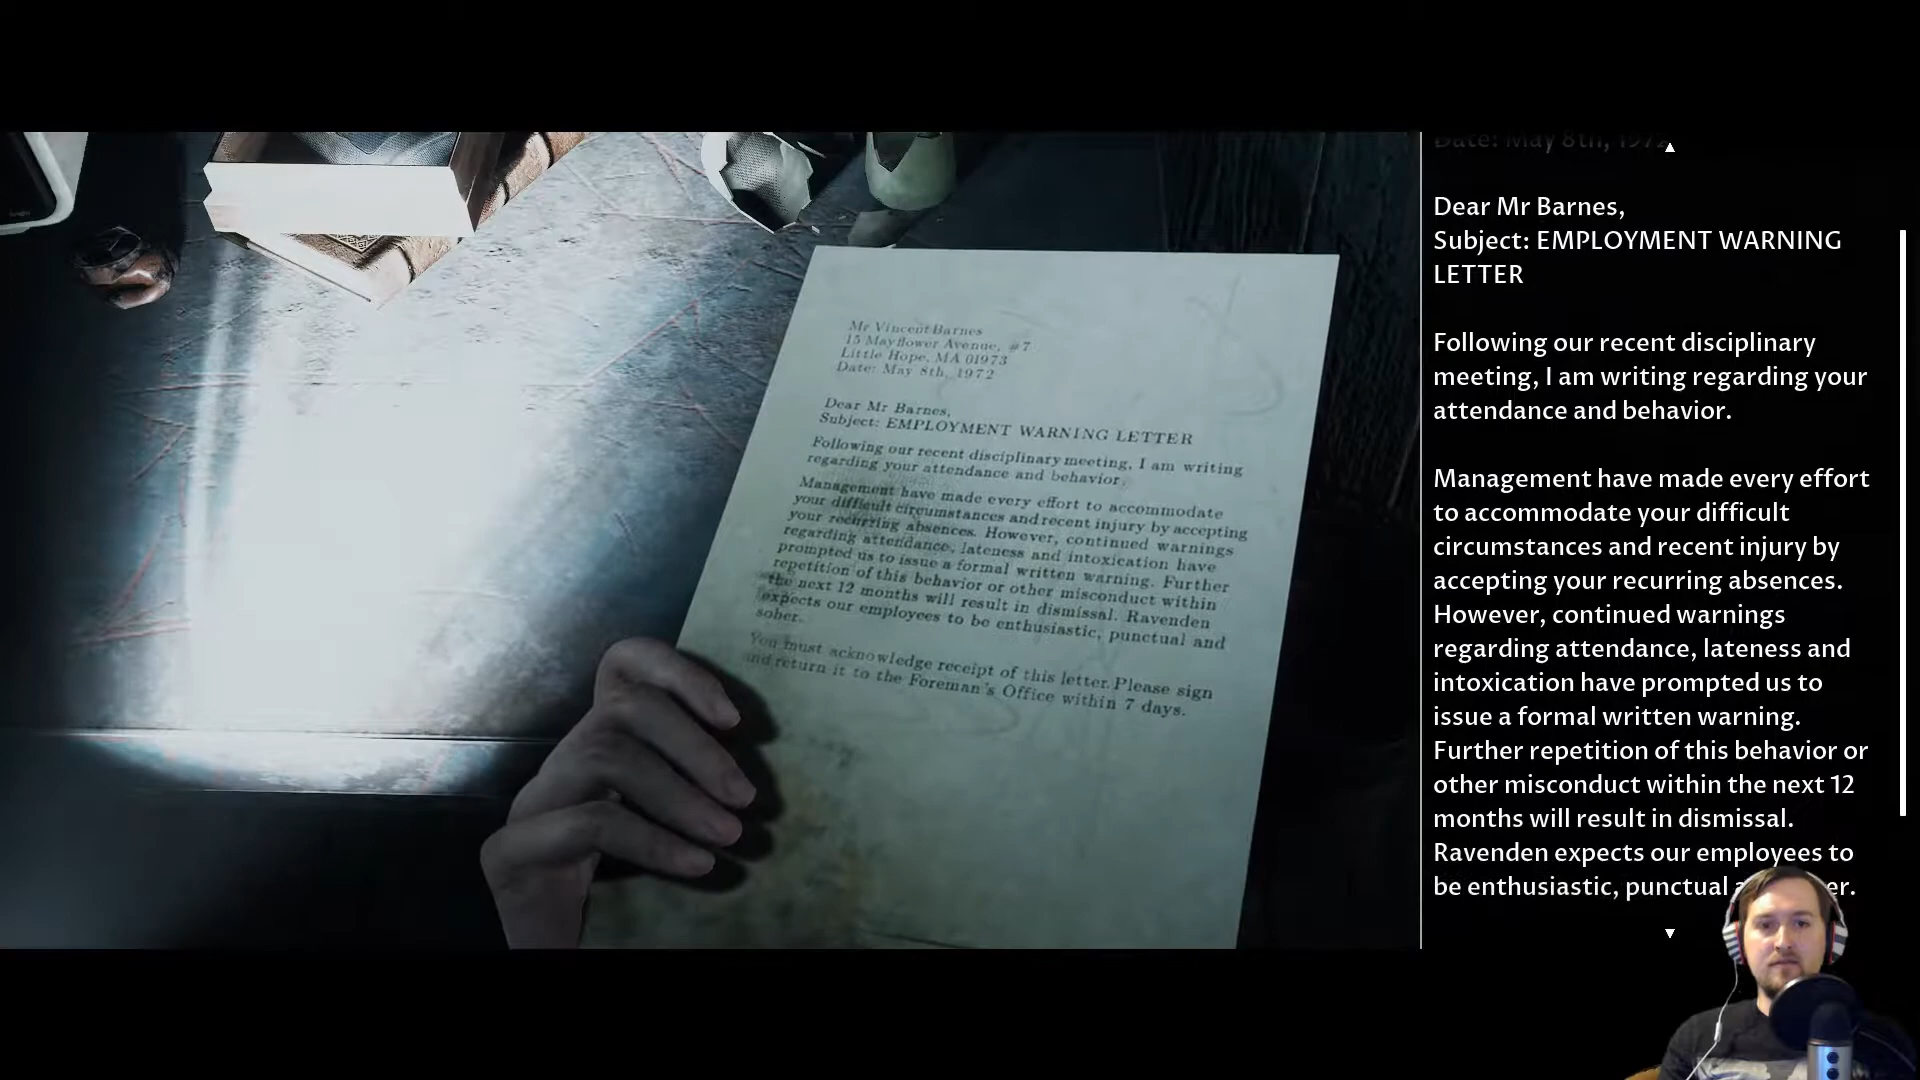 Mr Vincent Barnes
15 Mayflower Avenue, #7
Little Hope, MA 01973
Date: May 8th, 1972
Dear Mr Barnes,
Subject: EMPLOYMENT WARNING LETTER
Following our recent disciplinary meeting, I am writing
regarding your attendance and behavior.
Management have made every effort to accommodate
your difficult circumstances and recent injury by accepting
your recurring absences. However, continued warnings
regarding attendance, lateness and intoxication have
prompted us to issue a formal written warning. Further
repetition of this behavior or other misconduct within
the next 12 months will result in dismissal. Ravenden
expects our employees to be enthusiastic, punctual and
sober.
You must acknowledge receipt of this letter. Please sign
and return it to the Foreman's Office within 7 days.
Date: May 8th, 1972
Dear Mr Barnes,
Subject: EMPLOYMENT WARNING
LETTER
Following our recent disciplinary
meeting, I am writing regarding your
attendance and behavior.
Management have made every effort
to accommodate your difficult
circumstances and recent injury by
accepting your recurring absences.
However, continued warnings
regarding attendance, lateness and
intoxication have prompted us to
issue a formal written warning.
Further repetition of this behavior or
other misconduct within the next 12
months will result in dismissal.
Ravenden expects our employees to
be enthusiastic, punctual